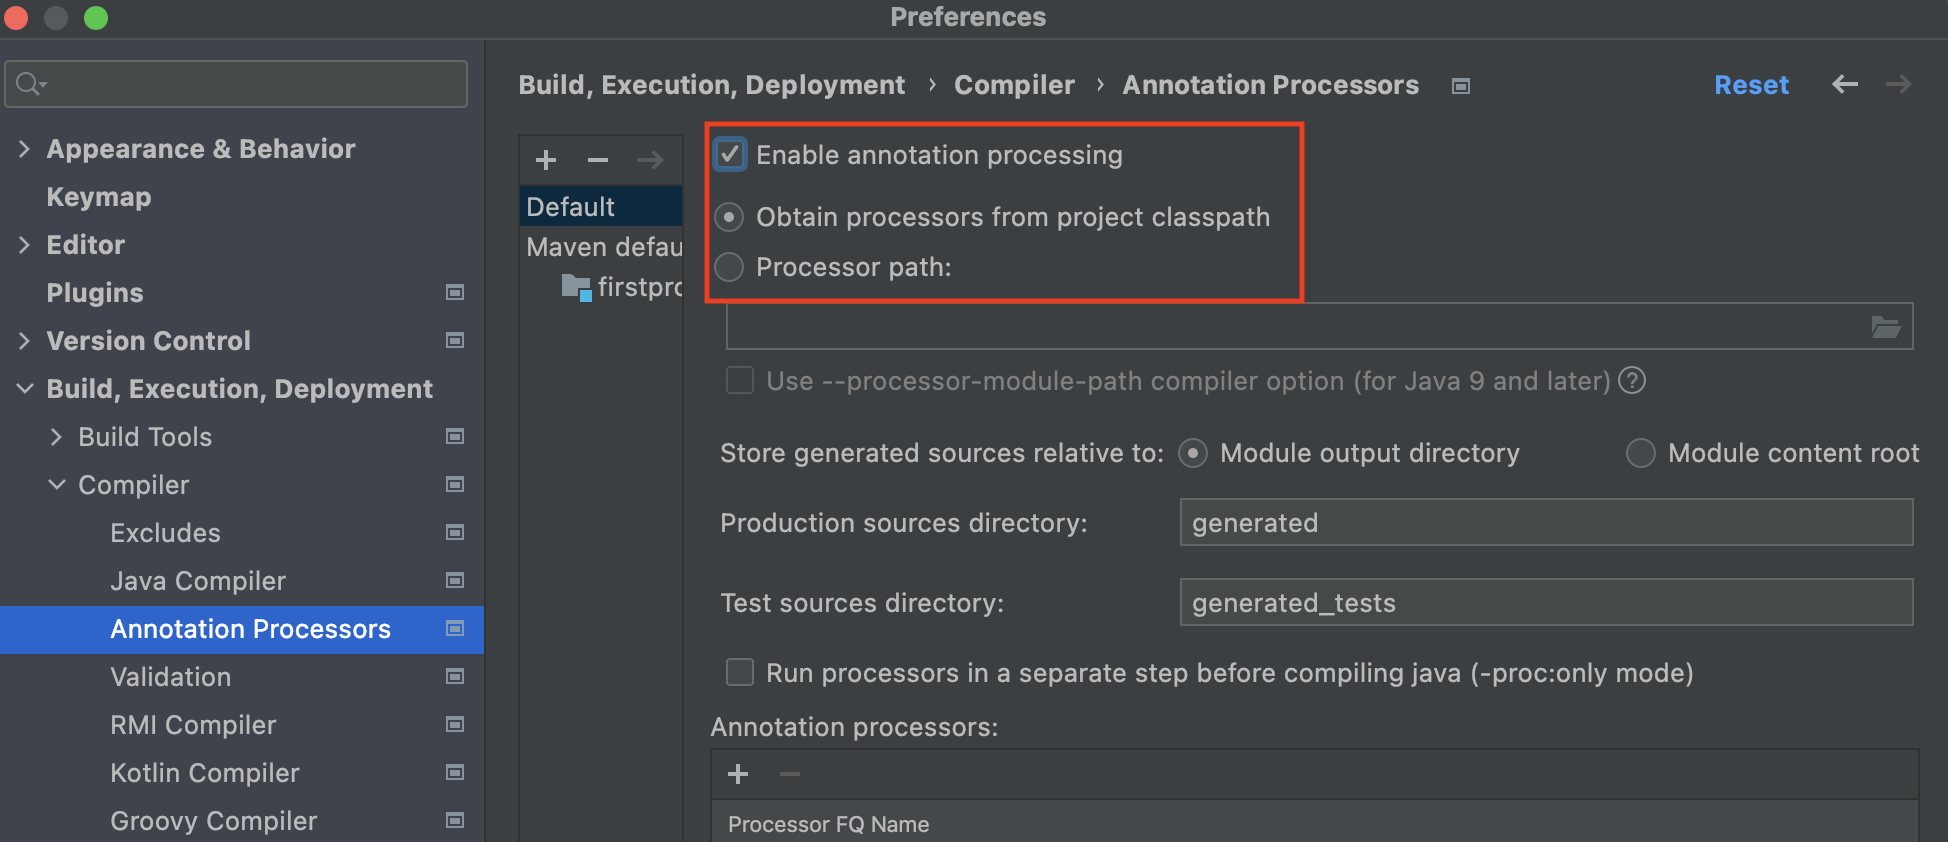 Preferences
Build, Execution, Deployment › Compiler › Annotation Processors
Reset
Appearance & Behavior
Keymap
Editor
Plugins
Version Control
Build, Execution, Deployment
Build Tools
Compiler
Excludes
Java Compiler
Annotation Processors
Validation
RMI Compiler
Kotlin Compiler
Groovy Compiler
Default
Maven defau
firstpro
Enable annotation processing
Obtain processors from project classpath
Processor path:
Use --processor-module-path compiler option (for Java 9 and later)
Store generated sources relative to: Module output directory Module content root
Production sources directory: generated
Test sources directory: generated_tests
Run processors in a separate step before compiling java (-proc:only mode)
Annotation processors:
Processor FQ Name